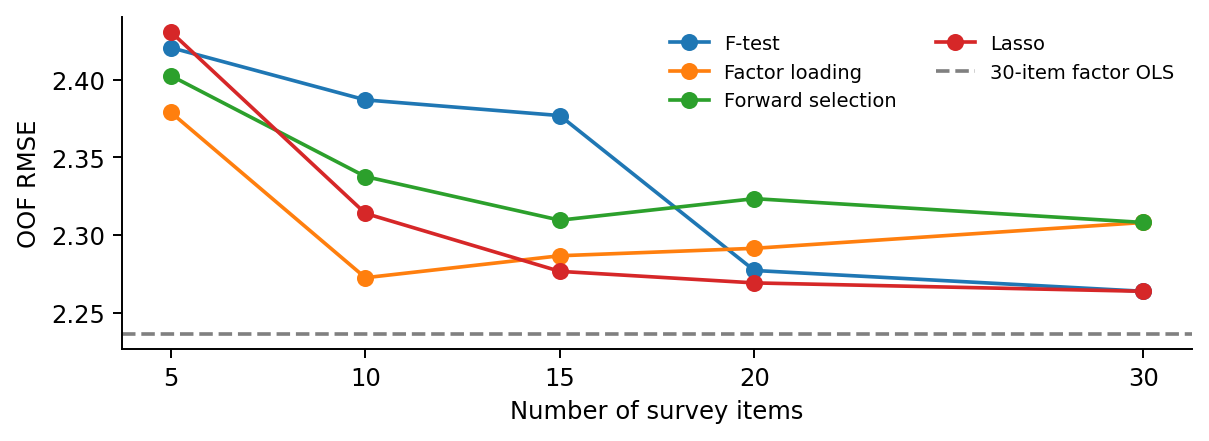 OOF RMSE
2.40
2.35
2.30
2.25
F-test
Factor loading
Forward selection
Lasso
30-item factor OLS
5 10 15 20 30
Number of survey items